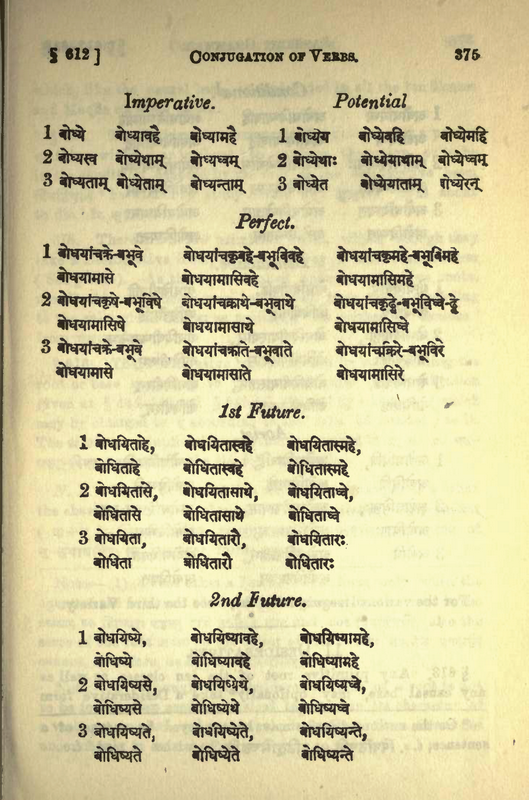 § 612 ] CONJUGATION OF VERBS. 375
Imperative. Potential
1 बोध्ये बोध्यावहै बोध्यामहै 1 बोध्येय बोध्येवहि बोध्येमहि
2 बोध्यस्व बोध्येथाम् बोध्यध्वम् 2 बोध्येथाः बोध्येयाथाम् बोध्येध्वम्
3 बोध्यताम् बोध्येताम् बोध्यन्ताम् 3 बोध्येत बोध्येयाताम् बोध्येरन्
Perfect.
1 बोधयांचक्रे-बभूवे बोधयांचकृवहे-बभूविवहे बोधयांचकृमहे-बभूविमहे
बोधयामासे बोधयामासिवहे बोधयामासिमहे
2 बोधयांचकृषे-बभूविषे बोधयांचक्राथे-बभूवाथे बोधयांचकृढ्वे-बभूविध्वे-ढ्वे
बोधयामासिषे बोधयामासाथे बोधयामासिध्वे
3 बोधयांचक्रे-बभूवे बोधयांचक्राते-बभूवाते बोधयांचक्रिरे-बभूविरे
बोधयामासे बोधयामासाते बोधयामासिरे
1st Future.
1 बोधयिताहे, बोधयितास्वहे बोधयितास्महे,
बोधिताहे बोधितास्वहे बोधितास्महे
2 बोधयितासे, बोधयितासाथे, बोधयिताध्वे,
बोधितासे बोधितासाथे बोधिताध्वे
3 बोधयिता, बोधयितारौ, बोधयितारः
बोधिता बोधितारौ बोधितारः
2nd Future.
1 बोधयिष्ये, बोधयिष्यावहे, बोधयिष्यामहे,
बोधिष्ये बोधिष्यावहे बोधिष्यामहे
2 बोधयिष्यसे, बोधयिष्येथे, बोधयिष्यध्वे,
बोधिष्यसे बोधिष्येथे बोधिष्यध्वे
3 बोधयिष्यते, बोधयिष्येते, बोधयिष्यन्ते,
बोधिष्यते बोधिष्येते बोधिष्यन्ते